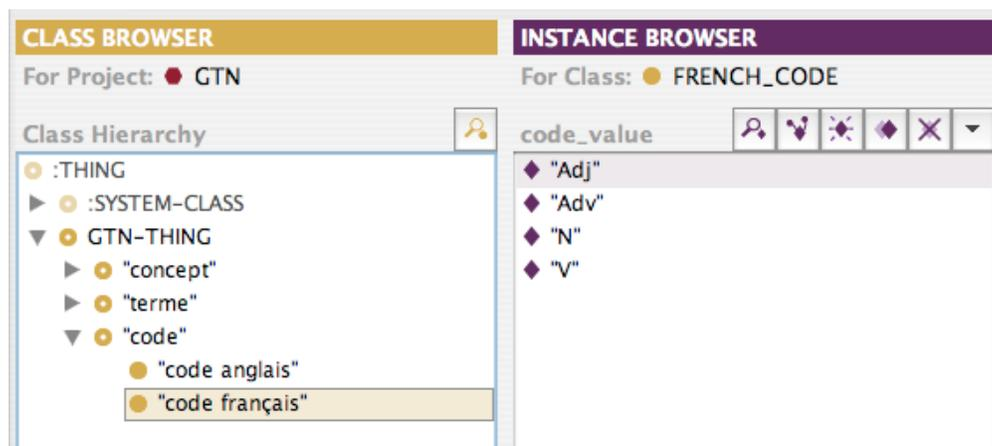 CLASS BROWSER
For Project: GTN
Class Hierarchy
:THING
:SYSTEM-CLASS
GTN-THING
"concept"
"terme"
"code"
"code anglais"
"code français"
INSTANCE BROWSER
For Class: FRENCH_CODE
code_value
"Adj"
"Adv"
"N"
"V"